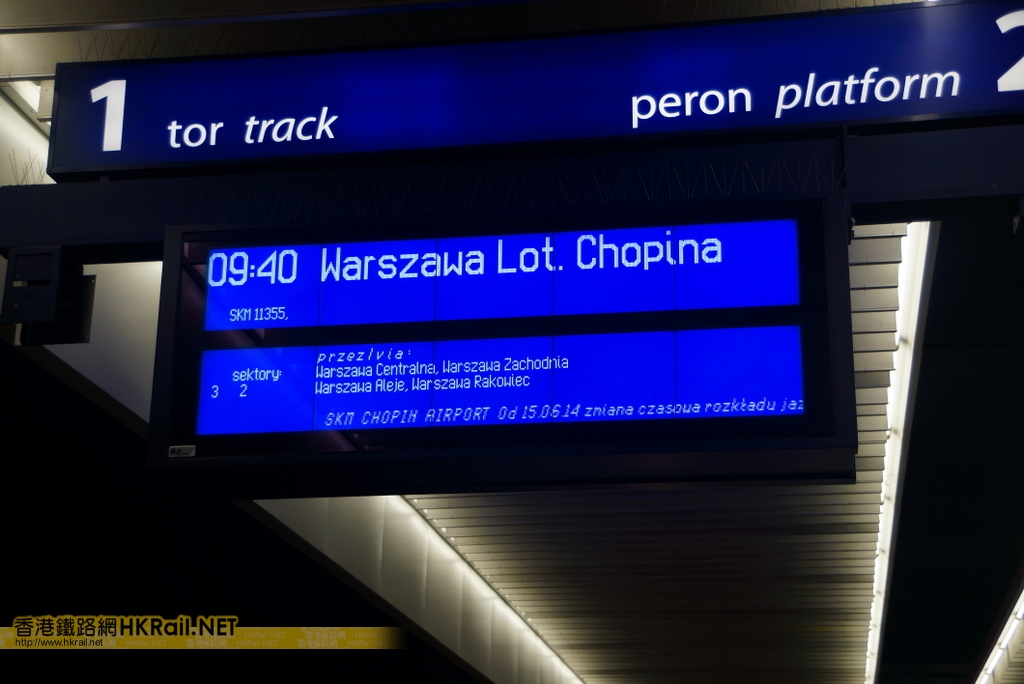 1 tor track peron platform 2
09:40 Warszawa Lot. Chopina
SKM 11355,
przez/via:
sektory: Warszawa Centralna, Warszawa Zachodnia
3 2 Warszawa Aleje, Warszawa Rakowiec
SKM CHOPIN AIRPORT Od 15.06.14 zmiana czasowa rozkładu jaz
香港鐵路網HKRail.NET
http://www.hkrail.net